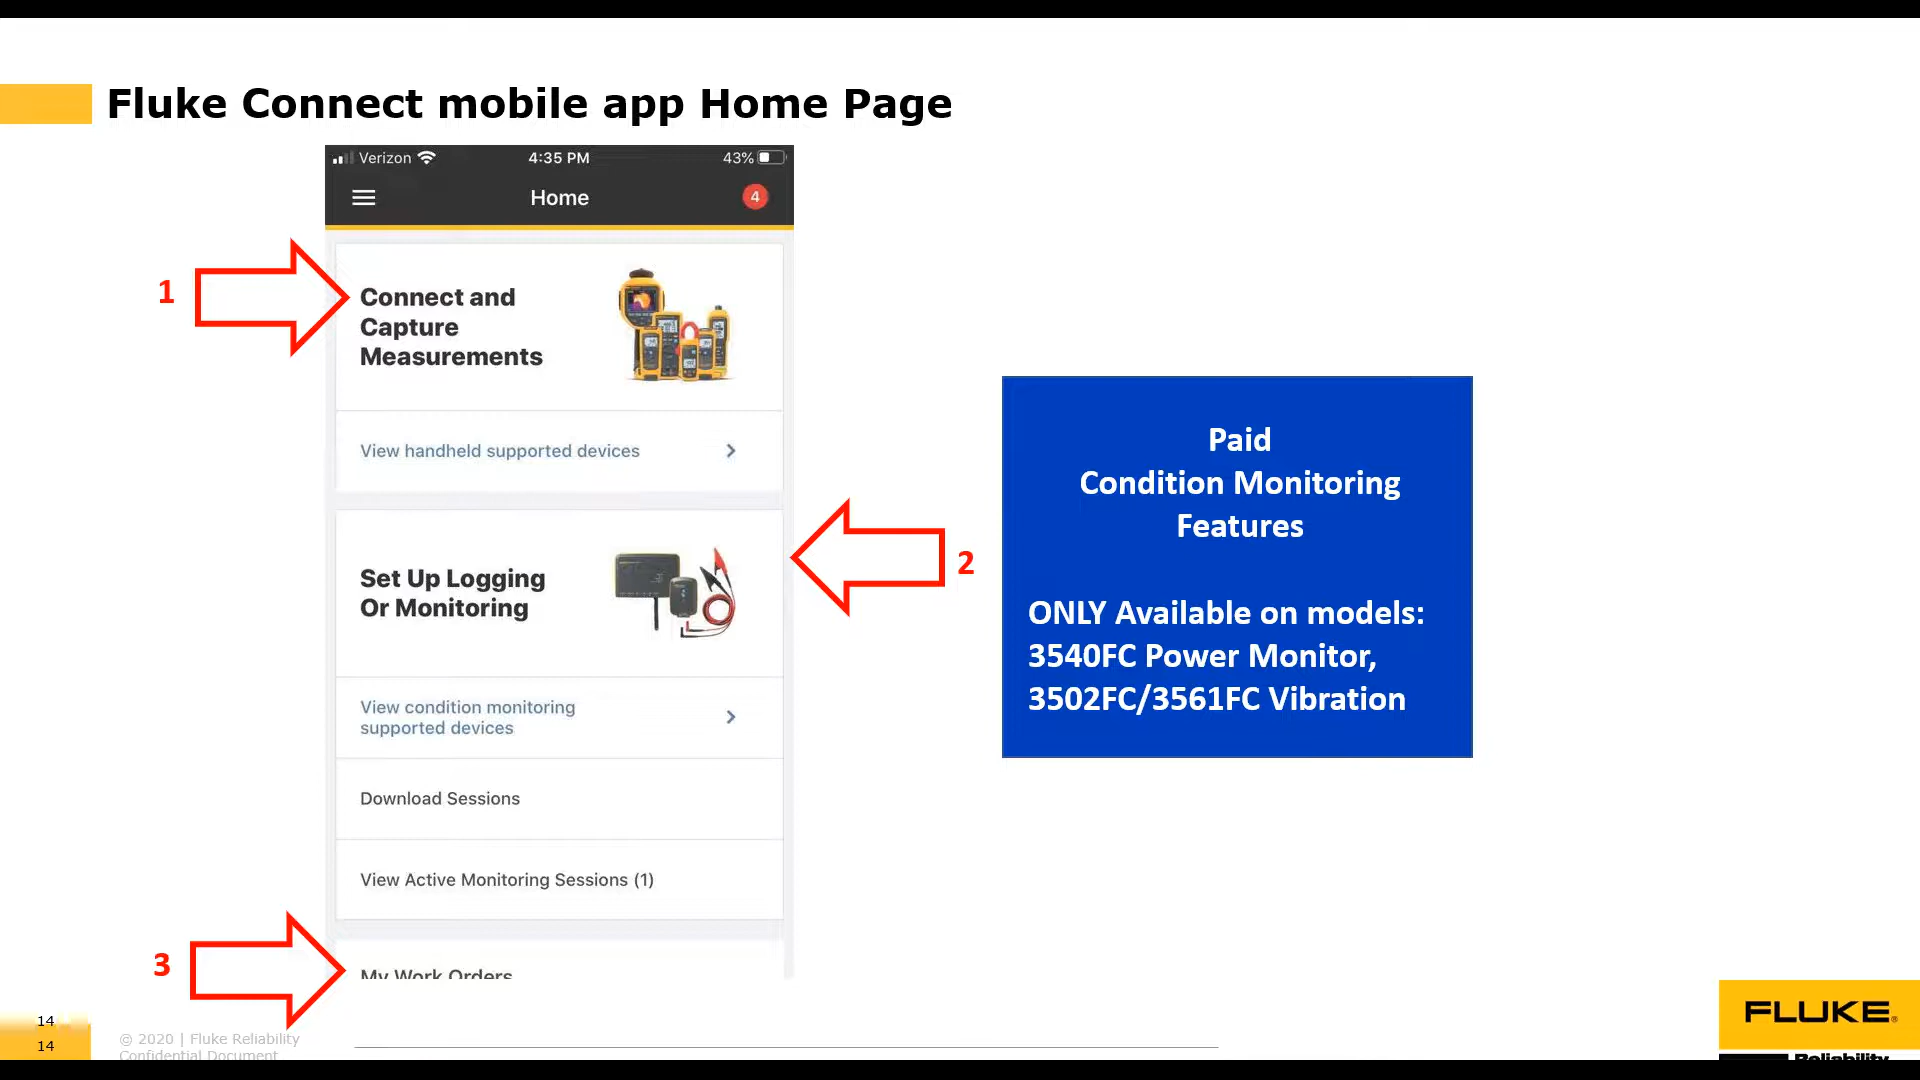 Fluke Connect mobile app Home Page
Verizon 4:35 PM 43%
Home 4
1
Connect and
Capture
Measurements
View handheld supported devices
2
Set Up Logging
Or Monitoring
View condition monitoring
supported devices
Download Sessions
View Active Monitoring Sessions (1)
3
My Work Orders
Paid
Condition Monitoring
Features
ONLY Available on models:
3540FC Power Monitor,
3502FC/3561FC Vibration
14
14
@ 2020 | Fluke Reliability
Confidential Document
FLUKE®
Reliability